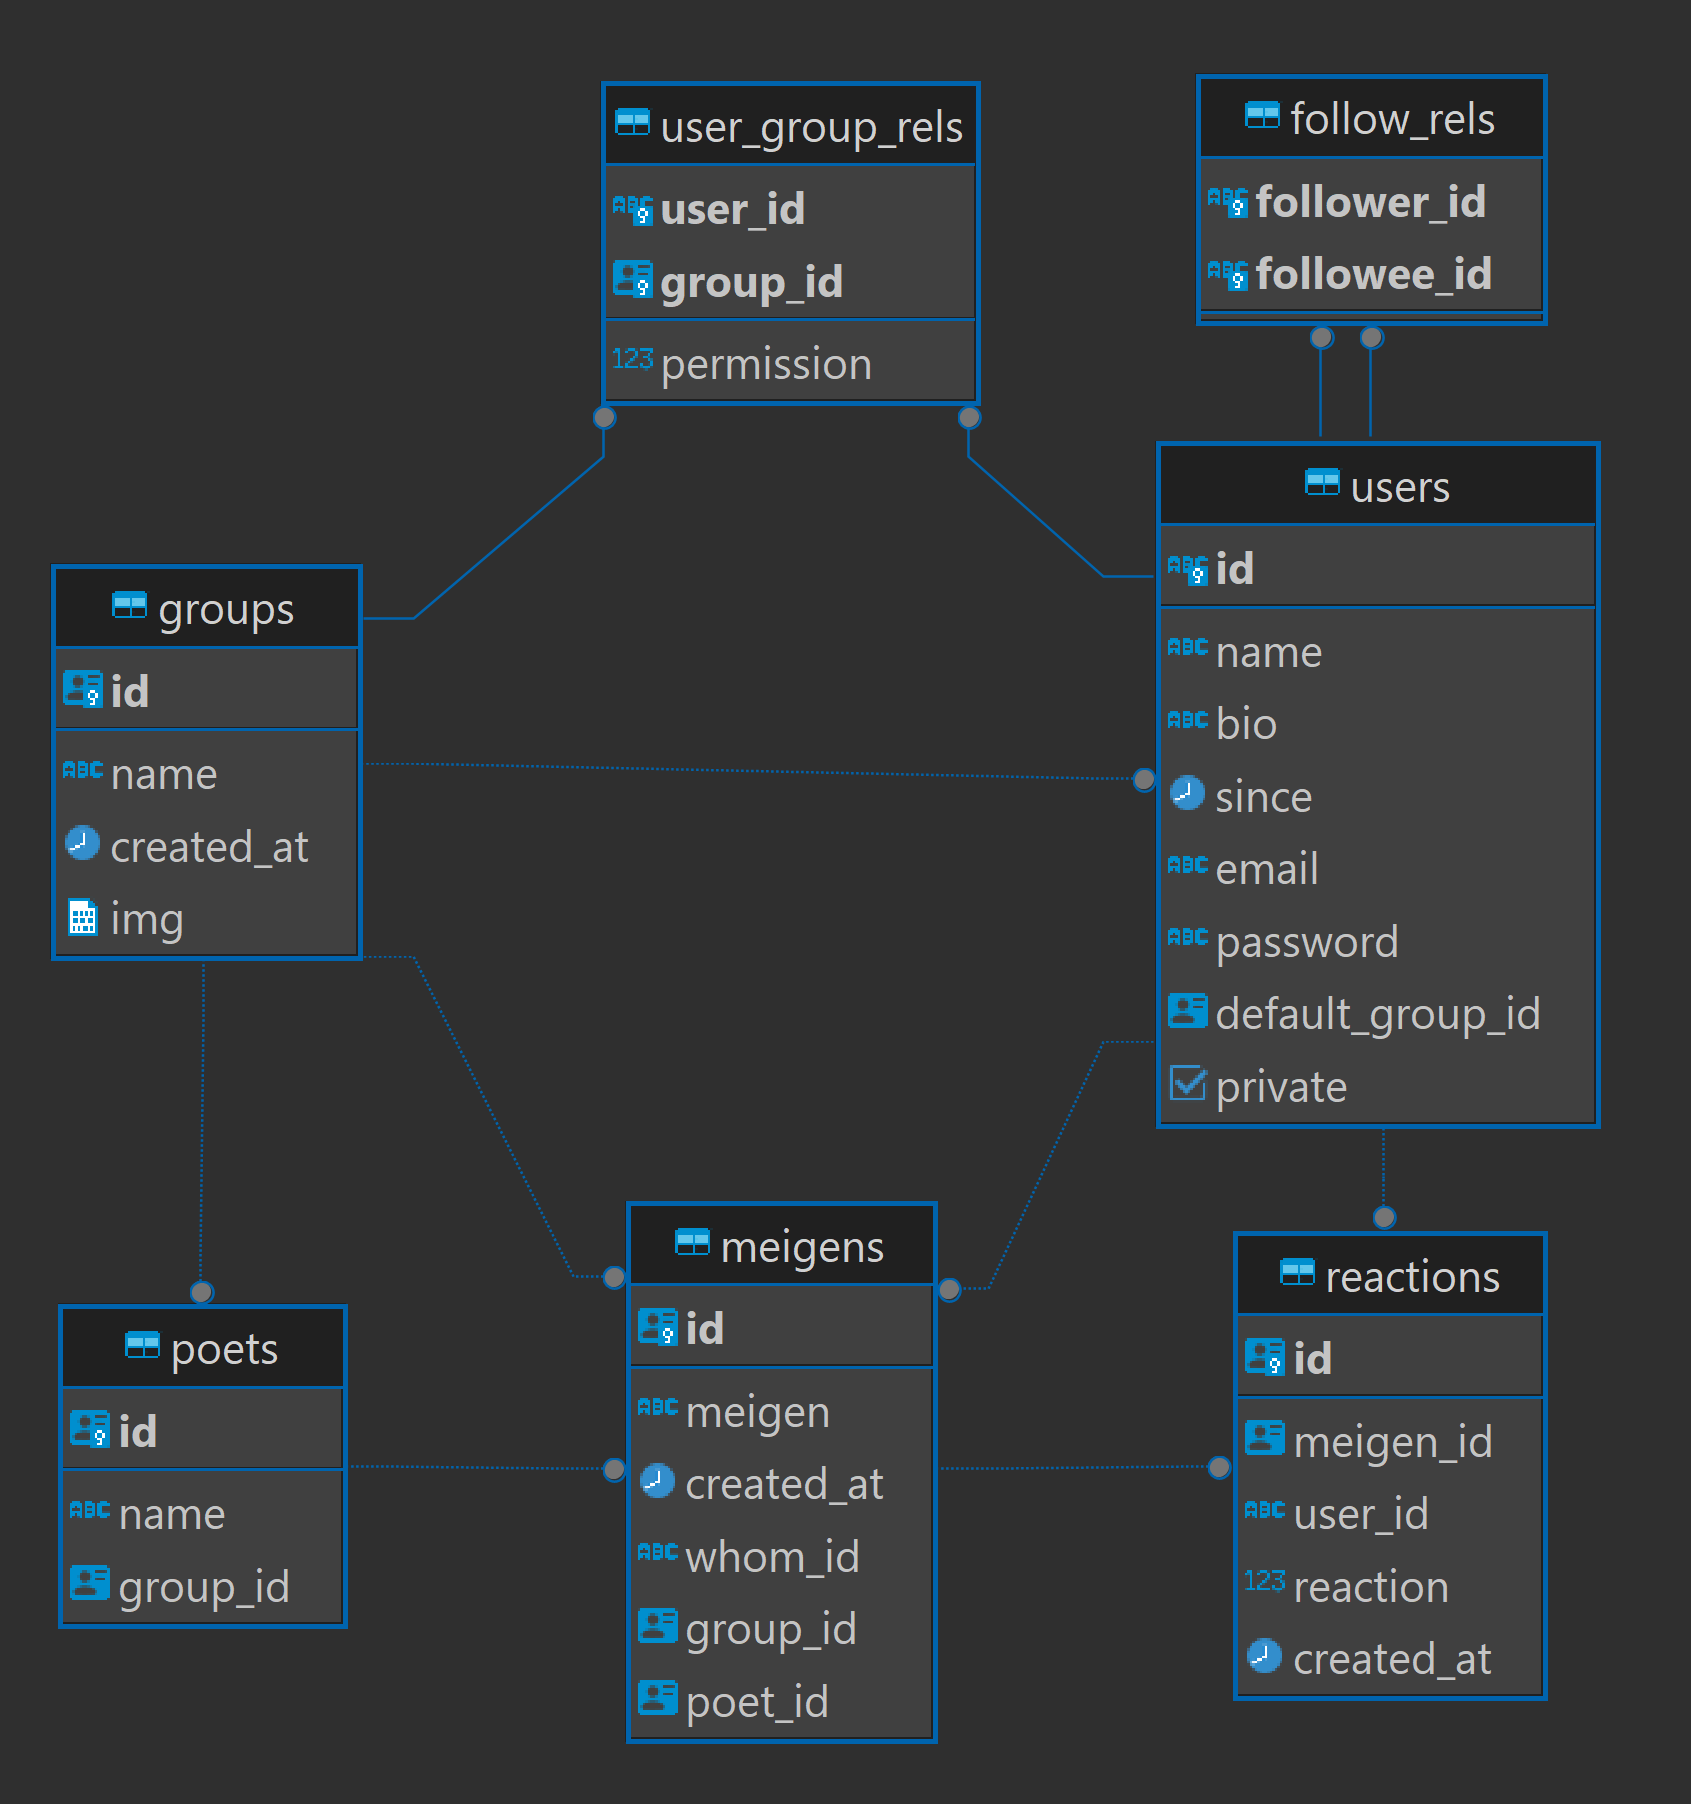 user_group_rels
ABC user_id
group_id
123 permission
follow_rels
ABC follower_id
ABC followee_id
users
ABC id
ABC name
ABC bio
since
ABC email
ABC password
default_group_id
private
groups
id
ABC name
created_at
img
poets
id
ABC name
group_id
meigens
id
ABC meigen
created_at
ABC whom_id
group_id
poet_id
reactions
id
meigen_id
ABC user_id
123 reaction
created_at